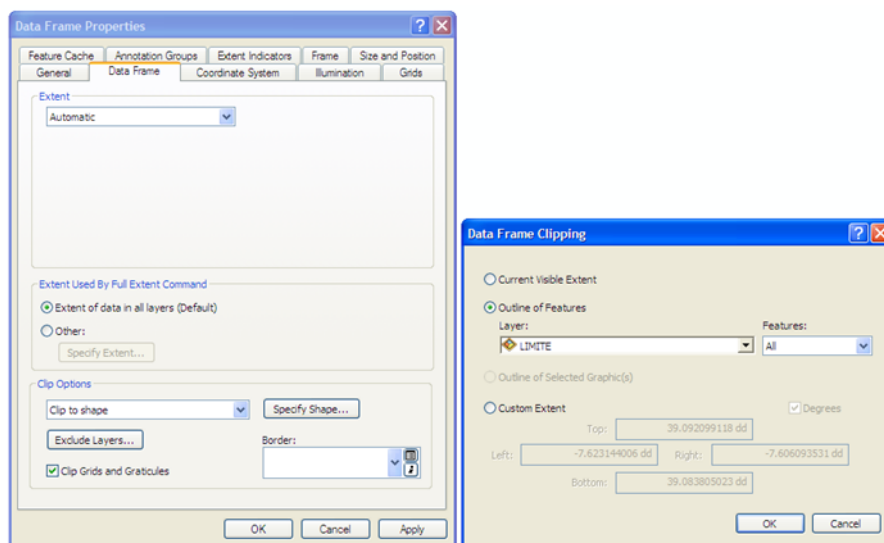 Data Frame Properties
Feature Cache Annotation Groups Extent Indicators Frame Size and Position
General Data Frame Coordinate System Illumination Grids
Extent
Automatic
Extent Used By Full Extent Command
Extent of data in all layers (Default)
Other:
Specify Extent...
Clip Options
Clip to shape Specify Shape...
Exclude Layers... Border:
Clip Grids and Graticules
OK Cancel Apply
Data Frame Clipping
Current Visible Extent
Outline of Features
Layer: Features:
LIMITE All
Outline of Selected Graphic(s)
Custom Extent Degrees
Top: 39.092099118 dd
Left: -7.623144006 dd Right: -7.606093531 dd
Bottom: 39.083805023 dd
OK Cancel